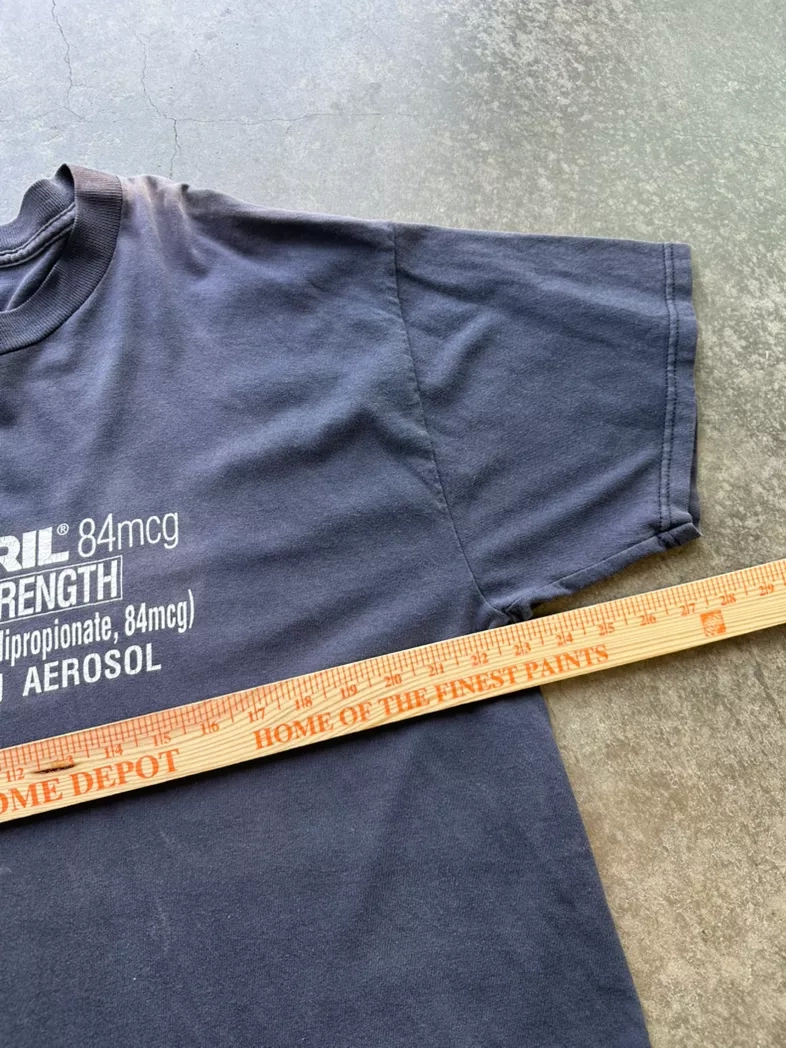 RIL® 84mcg
RENGTH
dipropionate, 84mcg)
AEROSOL
12 14 15 16 17 18 19 20 21 22 23 24 25 26 27 28 29
OME DEPOT HOME OF THE FINEST PAINTS